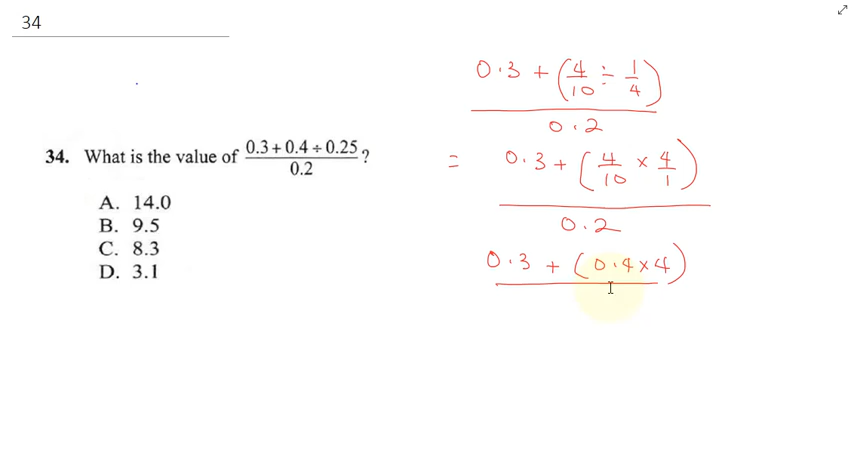 34
34. What is the value of (0.3 + 0.4 ÷ 0.25)/0.2 ?
A. 14.0
B. 9.5
C. 8.3
D. 3.1
0.3 + (4/10 ÷ 1/4)
0.2
= 0.3 + (4/10 × 4/1)
0.2
0.3 + (0.4 × 4)